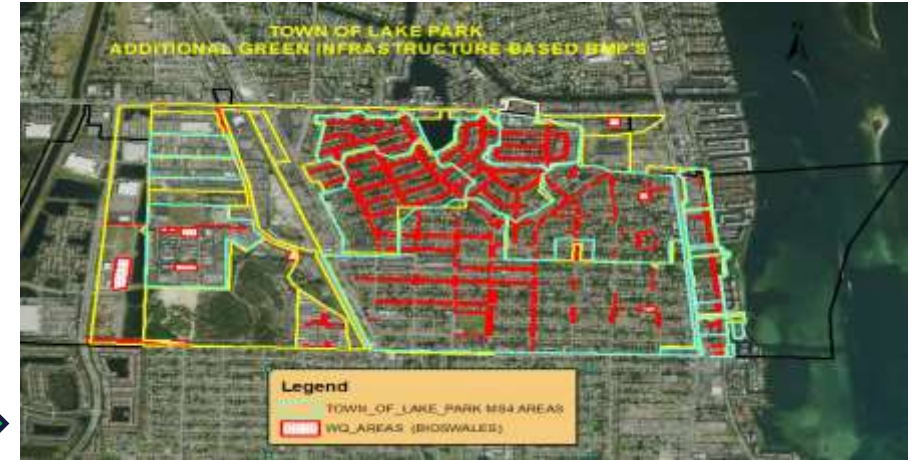 TOWN OF LAKE PARK
ADDITIONAL GREEN INFRASTRUCTURE-BASED BMP'S
Legend
TOWN_OF_LAKE_PARK MS4 AREAS
WQ_AREAS (BIOSWALES)